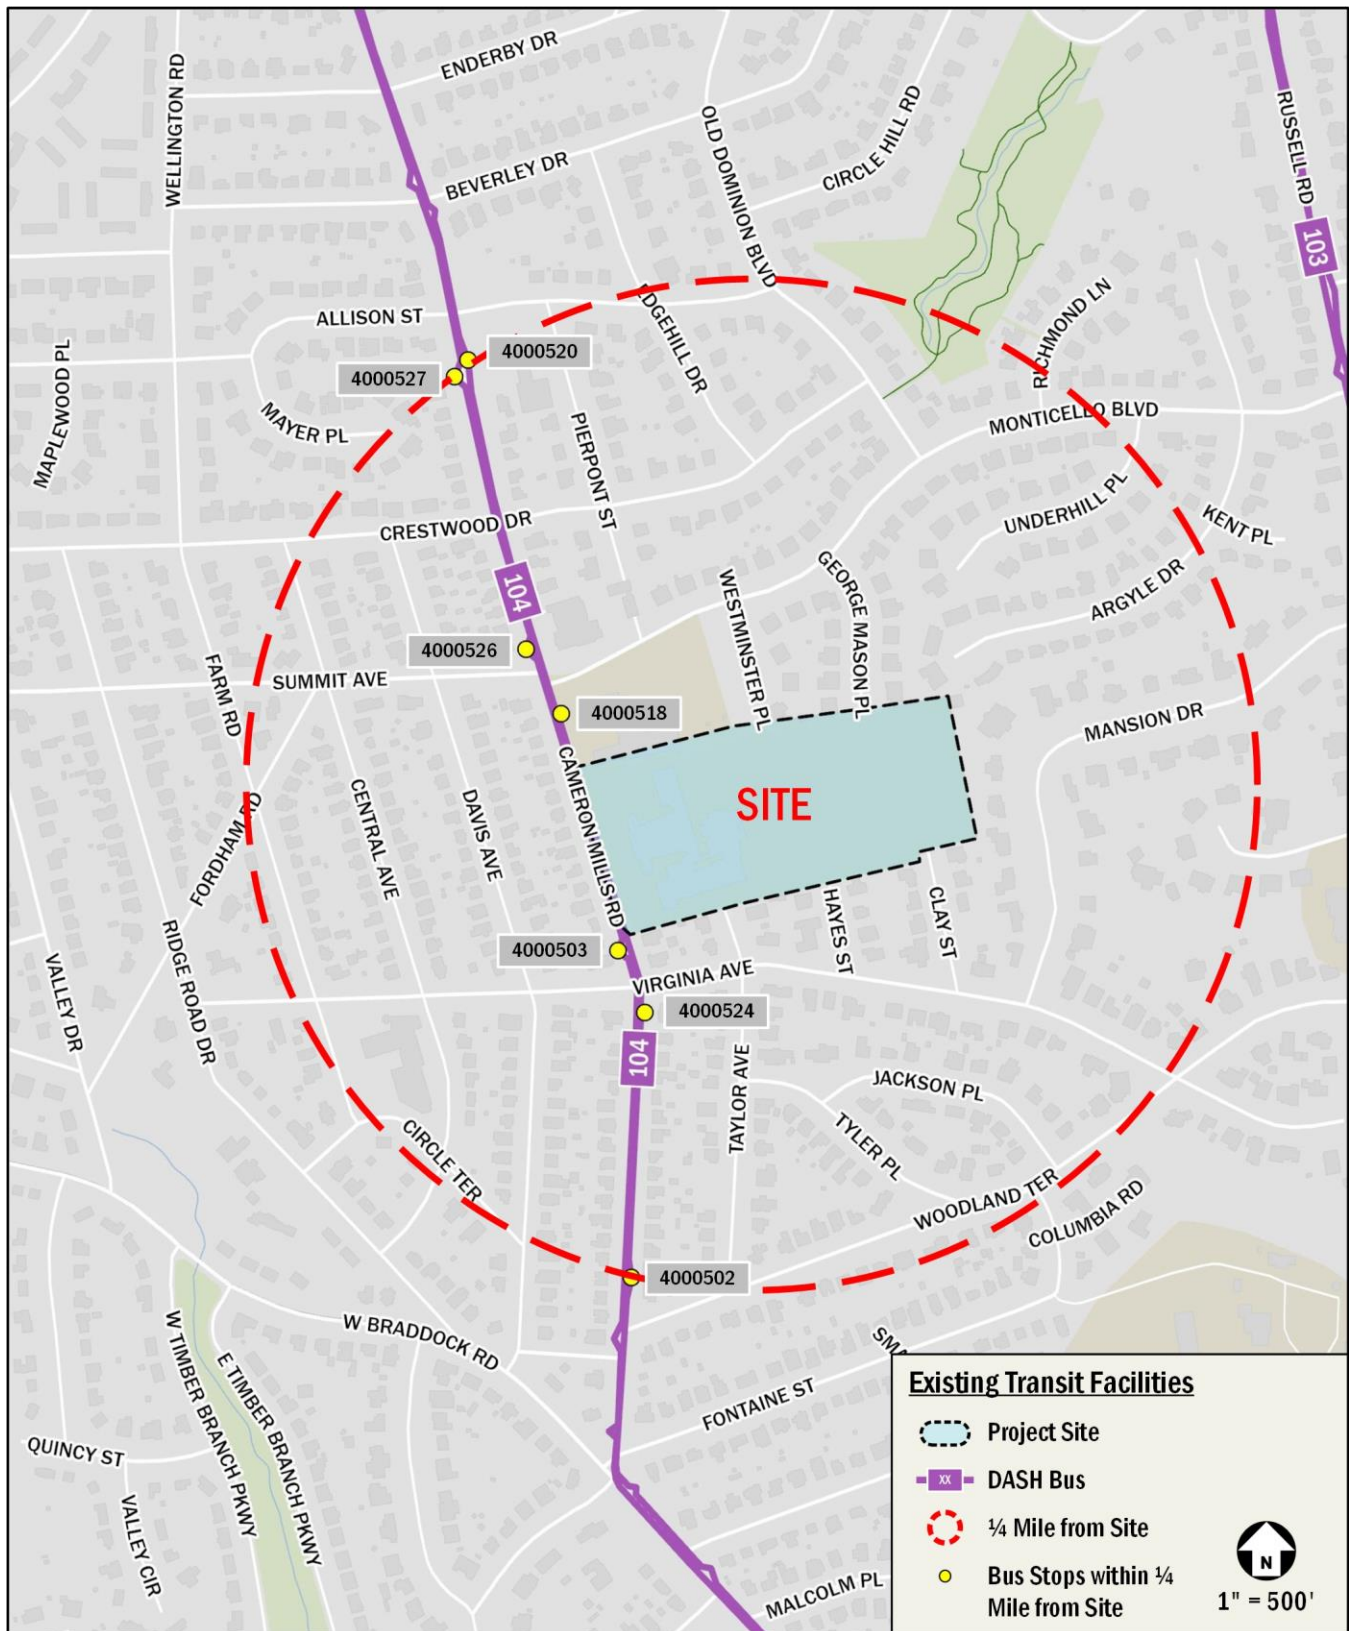 ENDERBY DR
WELLINGTON RD
BEVERLEY DR
OLD DOMINION BLVD
CIRCLE HILL RD
RUSSELL RD
103
ALLISON ST
EDGEHILL DR
RICHMOND LN
4000520
4000527
MAPLEWOOD PL
MAYER PL
PIERPONT ST
MONTICELLO BLVD
CRESTWOOD DR
UNDERHILL PL
KENT PL
104
WESTMINSTER PL
GEORGE MASON PL
ARGYLE DR
4000526
FARM RD
SUMMIT AVE
4000518
MANSION DR
CAMERON MILLS RD
SITE
FORDHAM RD
CENTRAL AVE
DAVIS AVE
HAYES ST
CLAY ST
RIDGE ROAD DR
4000503
VALLEY DR
VIRGINIA AVE
4000524
104
TAYLOR AVE
JACKSON PL
CIRCLE TER
TYLER PL
WOODLAND TER
COLUMBIA RD
4000502
W BRADDOCK RD
W TIMBER BRANCH PKWY
E TIMBER BRANCH PKWY
FONTAINE ST
QUINCY ST
VALLEY CIR
MALCOLM PL
Existing Transit Facilities
Project Site
XX
DASH Bus
¼ Mile from Site
Bus Stops within ¼
Mile from Site
N
1" = 500'